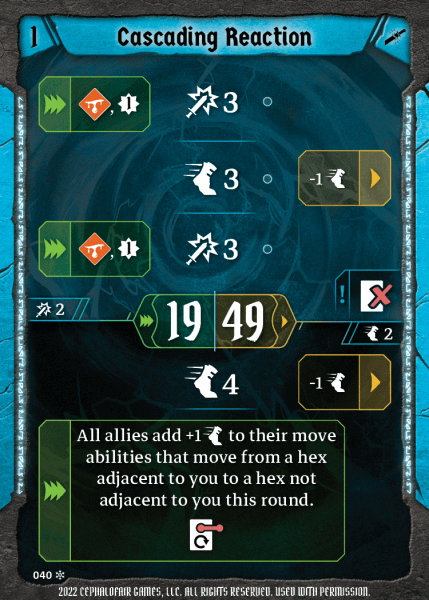 1 Cascading Reaction
, 1 3
3 -1
, 1 3
2 19 49 ! 2
4 -1
All allies add +1 to their move
abilities that move from a hex
adjacent to you to a hex not
adjacent to you this round.
040
2022 CEPHALOFAIR GAMES, LLC. ALL RIGHTS RESERVED. USED WITH PERMISSION.